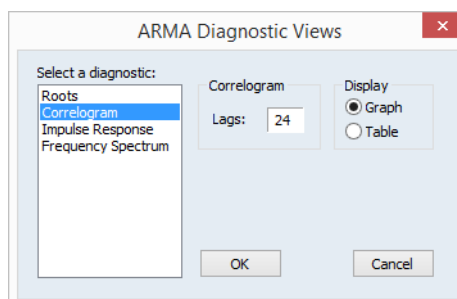 ARMA Diagnostic Views
Select a diagnostic:
Roots
Correlogram
Impulse Response
Frequency Spectrum
Correlogram
Lags: 24
Display
Graph
Table
OK
Cancel